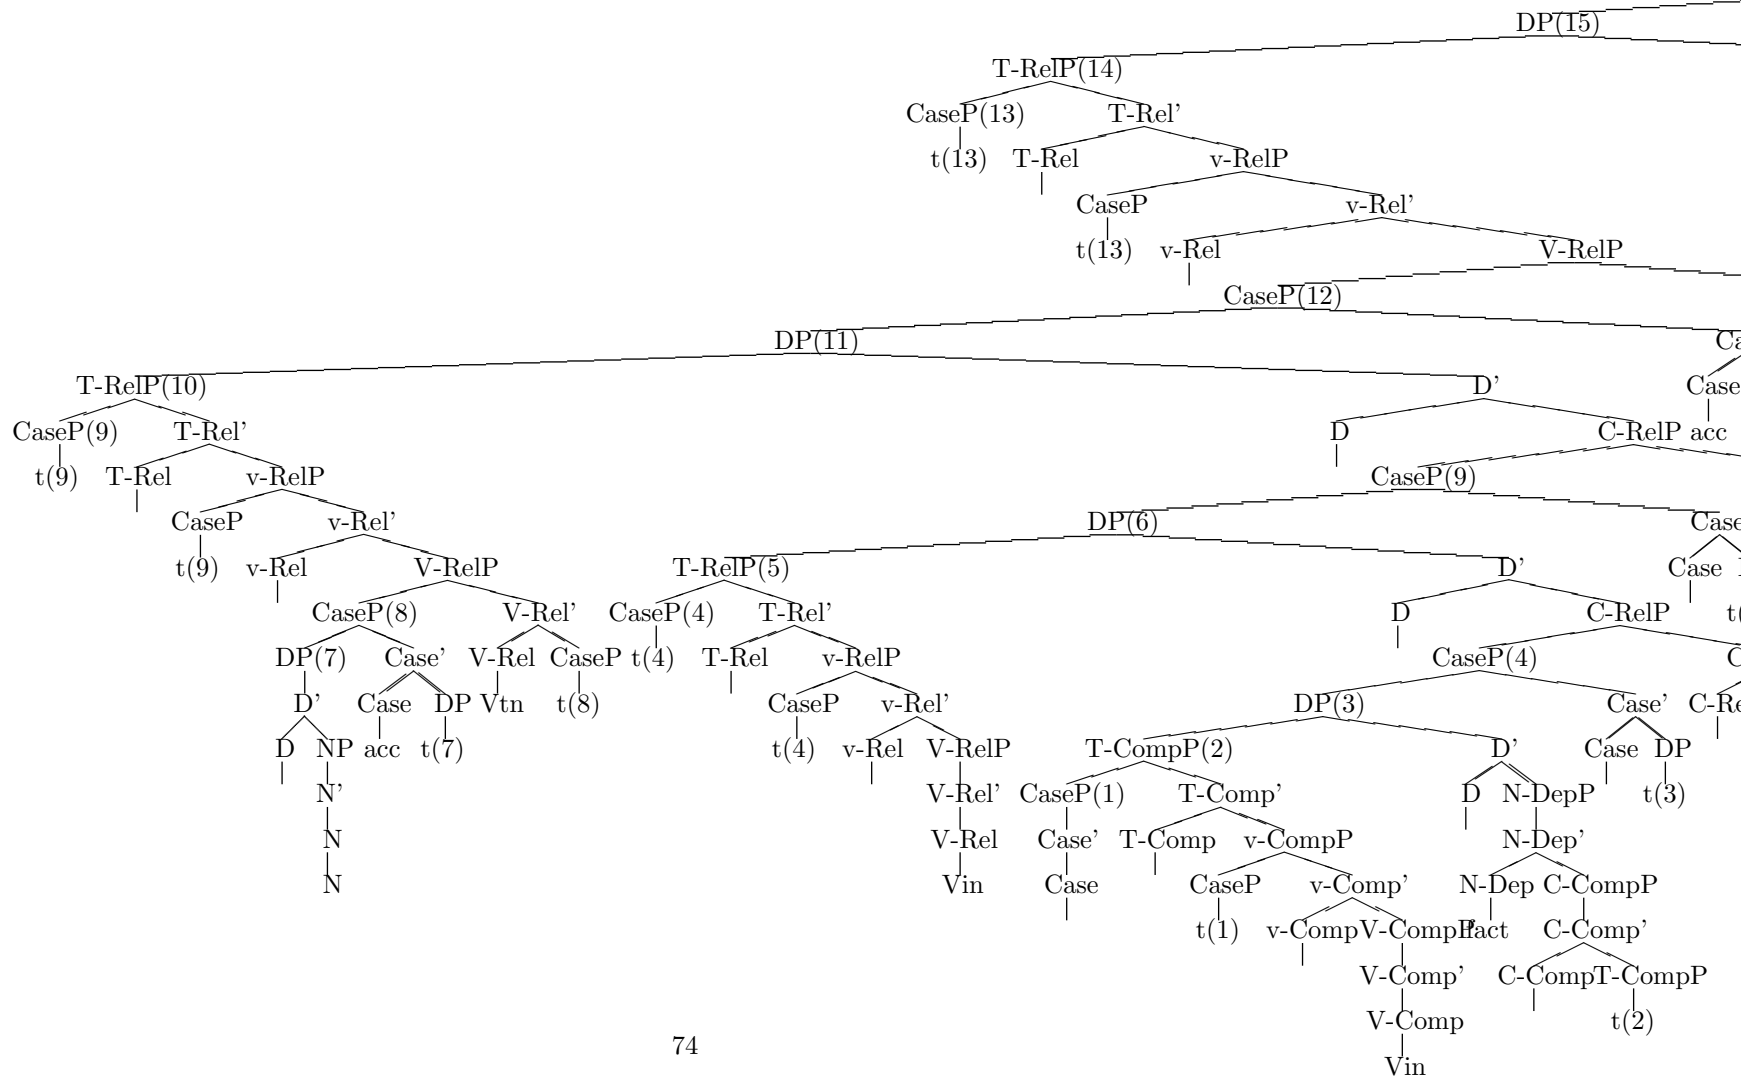 DP(15)
T-RelP(14)
CaseP(13) T-Rel'
t(13) T-Rel v-RelP
CaseP v-Rel'
t(13) v-Rel V-RelP
CaseP(12)
DP(11) Ca
T-RelP(10) D' Case
CaseP(9) T-Rel' D C-RelP acc
t(9) T-Rel v-RelP CaseP(9)
CaseP v-Rel' DP(6) Case
t(9) v-Rel V-RelP T-RelP(5) D' Case
CaseP(8) V-Rel' CaseP(4) T-Rel' D C-RelP t(
DP(7) Case' V-Rel CaseP t(4) T-Rel v-RelP CaseP(4) C
D' Case DP Vtn t(8) CaseP v-Rel' DP(3) Case' C-Re
D NP acc t(7) t(4) v-Rel V-RelP T-CompP(2) D' Case DP
N' V-Rel' CaseP(1) T-Comp' D N-DepP t(3)
N V-Rel Case' T-Comp v-CompP N-Dep'
N Vin Case CaseP v-Comp' N-Dep C-CompP
t(1) v-Comp V-CompP fact C-Comp'
V-Comp' C-Comp T-CompP
V-Comp t(2)
74
Vin